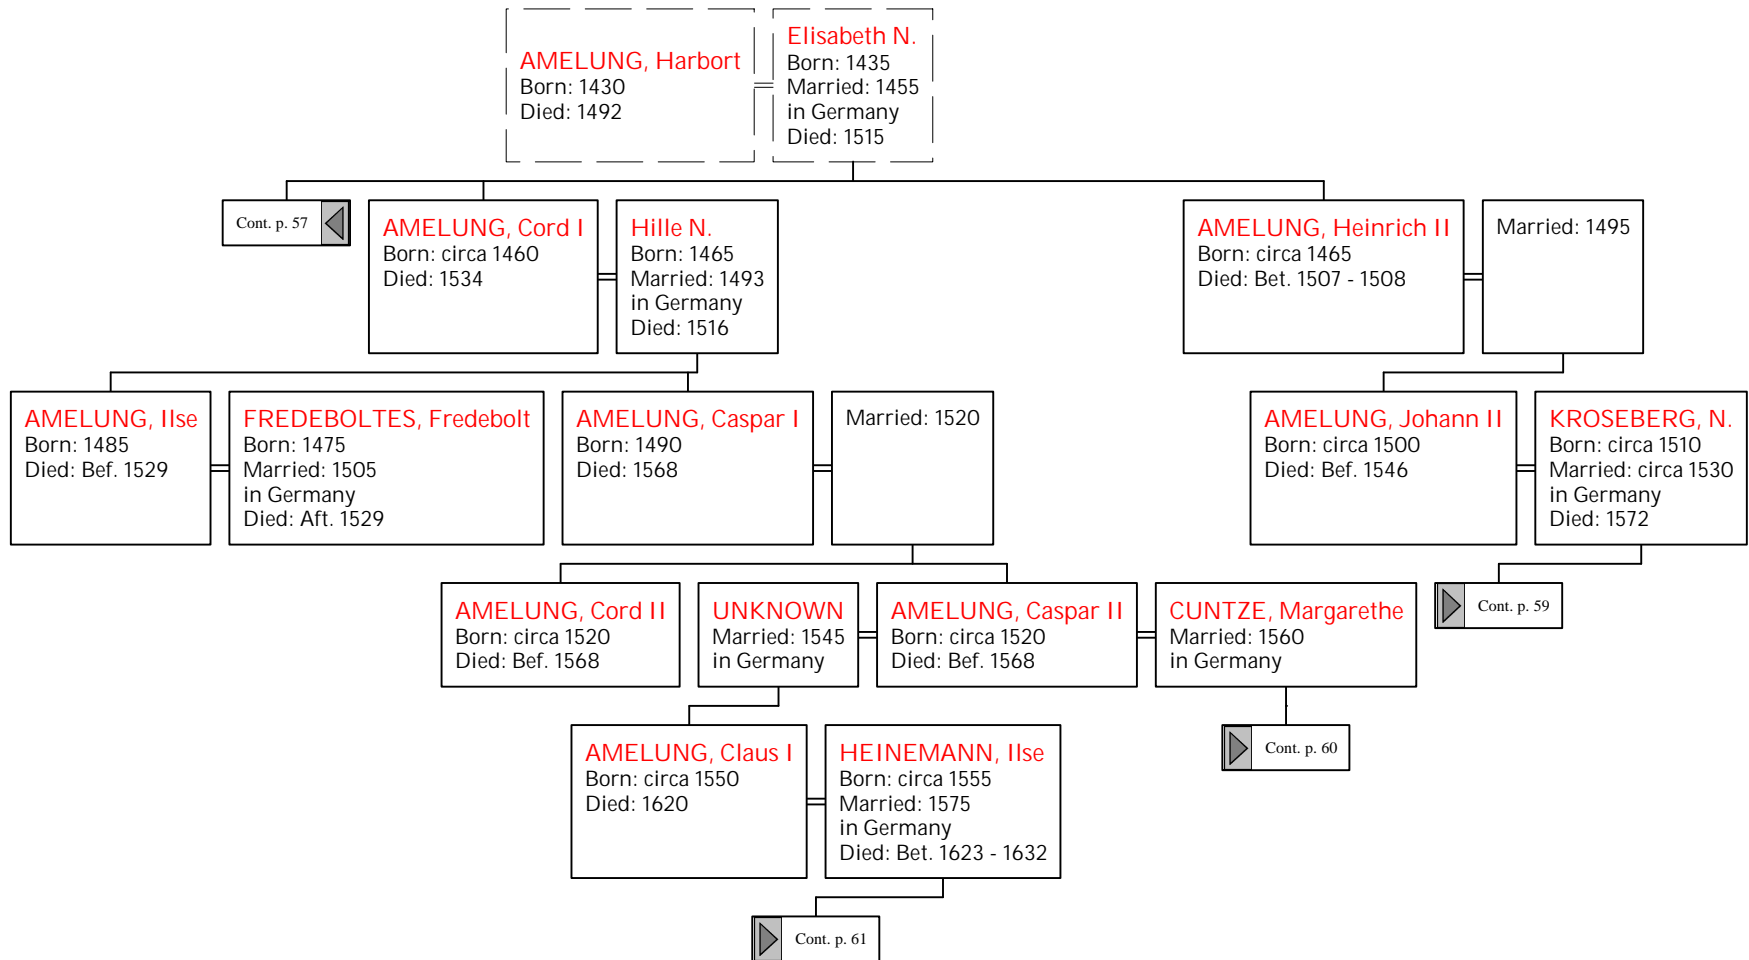 AMELUNG, Harbort
Born: 1430
Died: 1492
Elisabeth N.
Born: 1435
Married: 1455
in Germany
Died: 1515
Cont. p. 57
AMELUNG, Cord I
Born: circa 1460
Died: 1534
Hille N.
Born: 1465
Married: 1493
in Germany
Died: 1516
AMELUNG, Heinrich II
Born: circa 1465
Died: Bet. 1507 - 1508
Married: 1495
AMELUNG, Ilse
Born: 1485
Died: Bef. 1529
FREDEBOLTES, Fredebolt
Born: 1475
Married: 1505
in Germany
Died: Aft. 1529
AMELUNG, Caspar I
Born: 1490
Died: 1568
Married: 1520
AMELUNG, Johann II
Born: circa 1500
Died: Bef. 1546
KROSEBERG, N.
Born: circa 1510
Married: circa 1530
in Germany
Died: 1572
AMELUNG, Cord II
Born: circa 1520
Died: Bef. 1568
UNKNOWN
Married: 1545
in Germany
AMELUNG, Caspar II
Born: circa 1520
Died: Bef. 1568
CUNTZE, Margarethe
Married: 1560
in Germany
Cont. p. 59
AMELUNG, Claus I
Born: circa 1550
Died: 1620
HEINEMANN, Ilse
Born: circa 1555
Married: 1575
in Germany
Died: Bet. 1623 - 1632
Cont. p. 60
Cont. p. 61